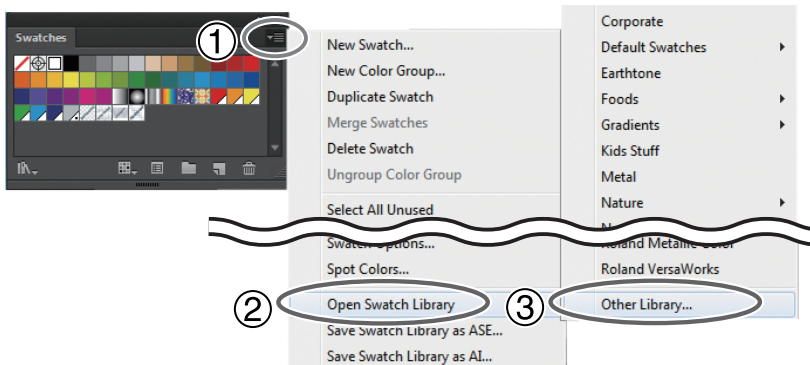 Swatches
①
New Swatch...
New Color Group...
Duplicate Swatch
Merge Swatches
Delete Swatch
Ungroup Color Group
Select All Unused
Swatch Options...
Spot Colors...
②
Open Swatch Library
Save Swatch Library as ASE...
Save Swatch Library as AI...
Corporate
Default Swatches
Earthtone
Foods
Gradients
Kids Stuff
Metal
Nature
Roland Metallic Color
Roland VersaWorks
③
Other Library...